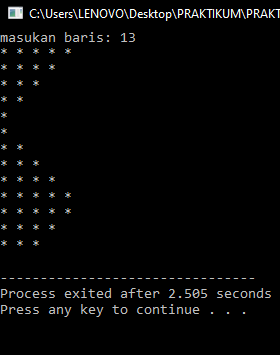 C:\Users\LENOVO\Desktop\PRAKTIKUM\PRAKT
masukan baris: 13
* * * * *
* * * *
* * *
* *
*
*
* *
* * *
* * * *
* * * * *
* * * * *
* * * *
* * *
--------------------------------
Process exited after 2.505 seconds
Press any key to continue . . .